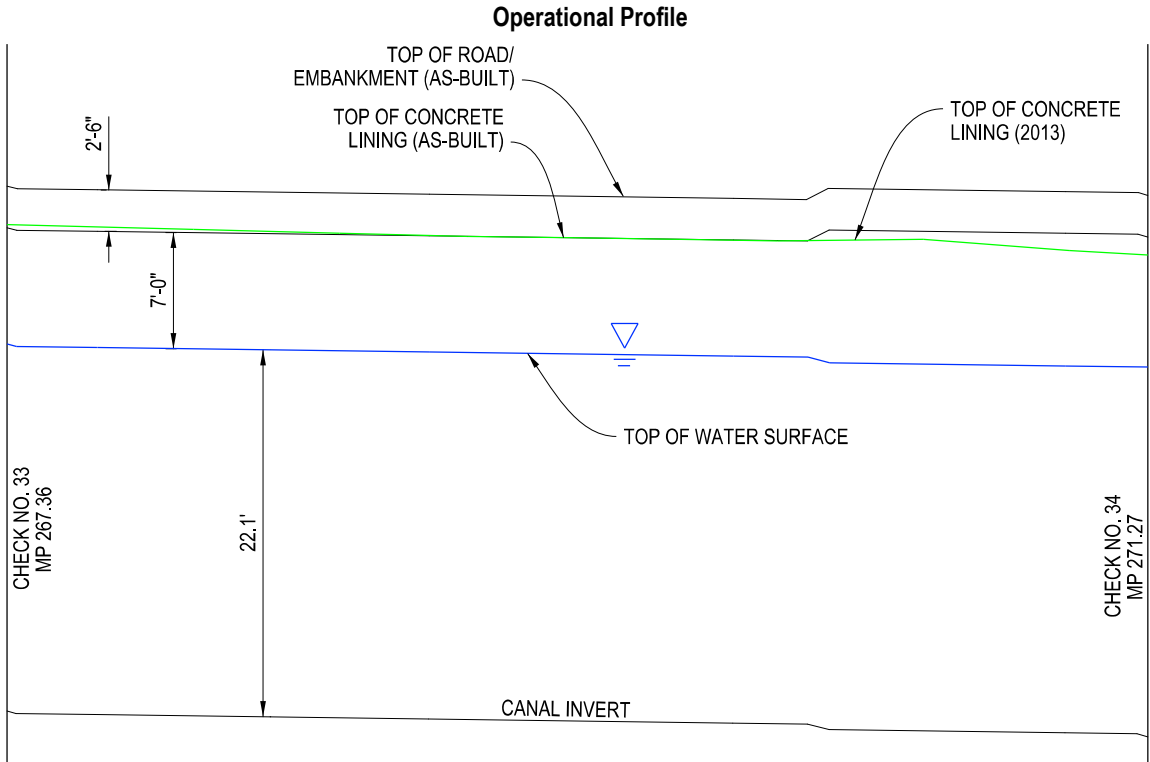 Operational Profile
TOP OF ROAD/
EMBANKMENT (AS-BUILT)
TOP OF CONCRETE
LINING (AS-BUILT)
TOP OF CONCRETE
LINING (2013)
2'-6"
7'-0"
TOP OF WATER SURFACE
22.1'
CHECK NO. 33
MP 267.36
CHECK NO. 34
MP 271.27
CANAL INVERT